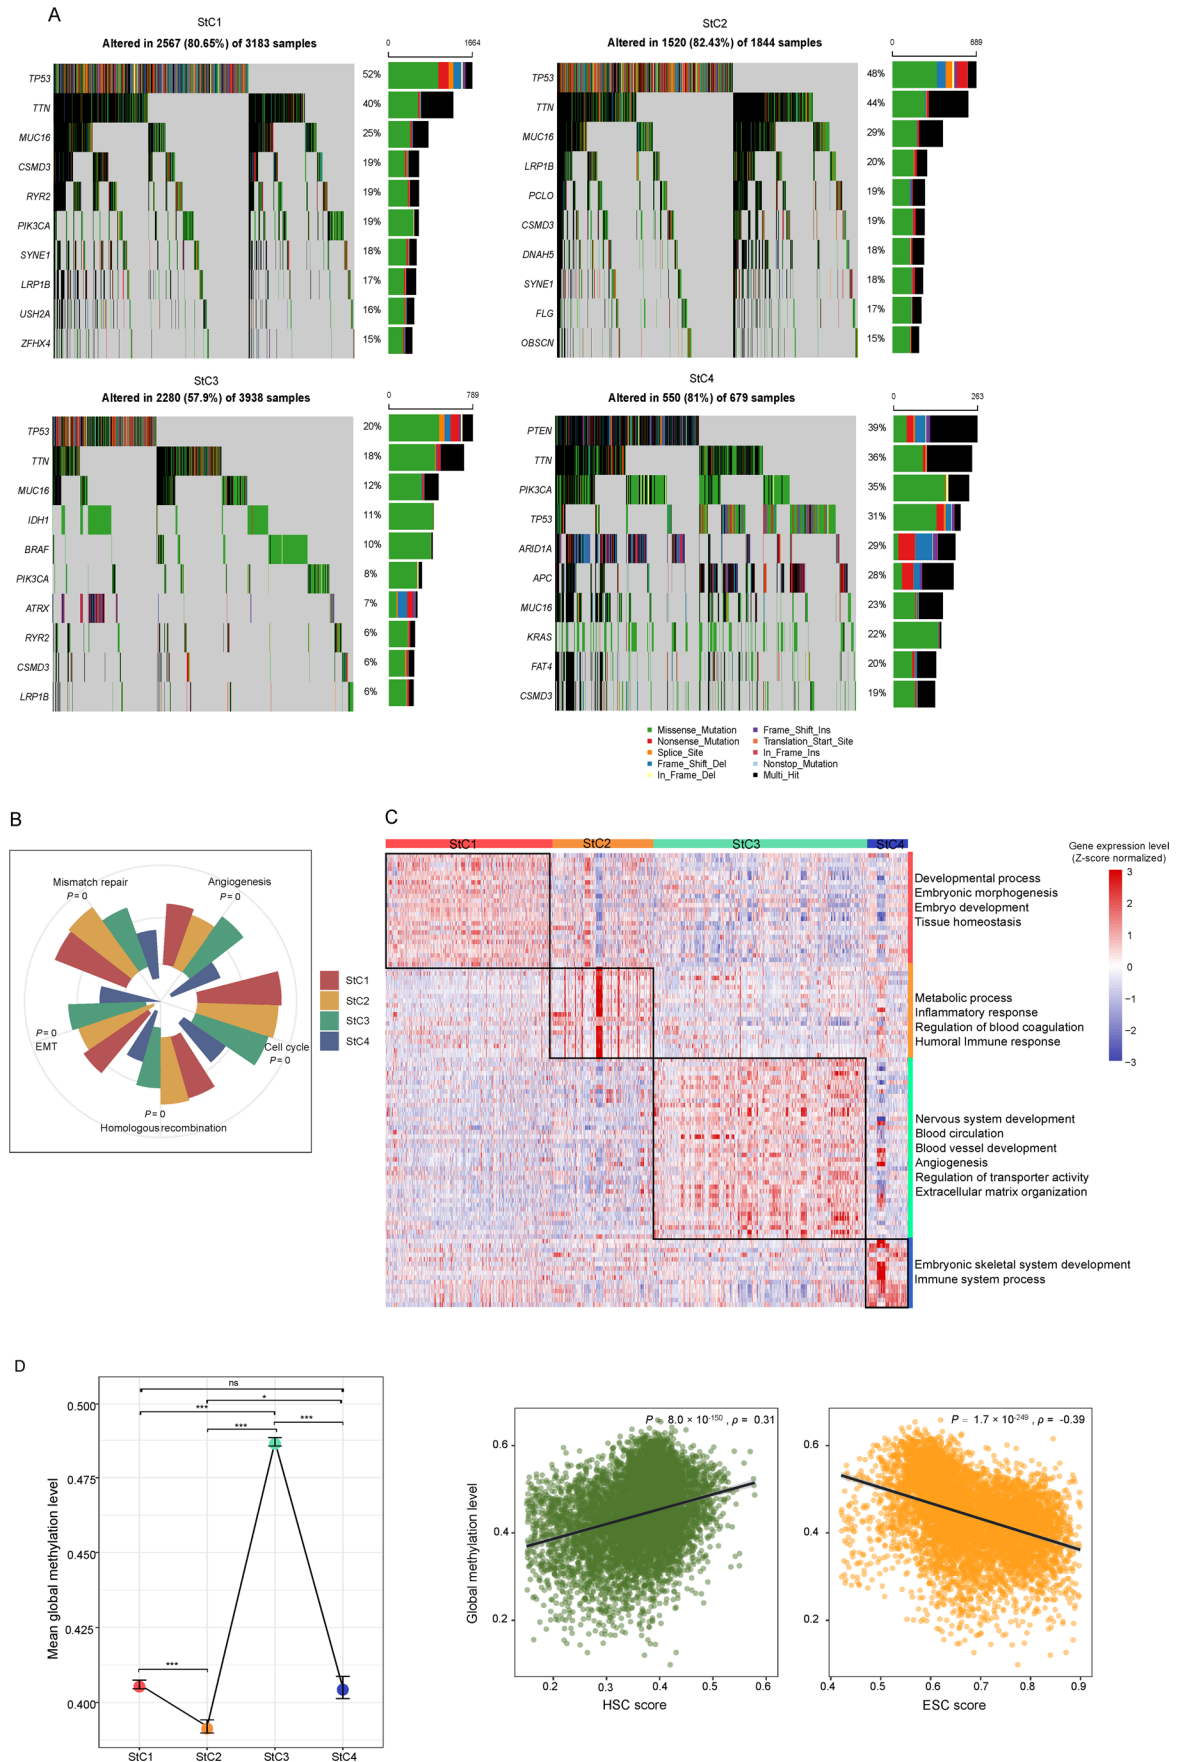 A
StC1
Altered in 2567 (80.65%) of 3183 samples
0 1664
TP53 52%
TTN 40%
MUC16 25%
CSMD3 19%
RYR2 19%
PIK3CA 19%
SYNE1 18%
LRP1B 17%
USH2A 16%
ZFHX4 15%
StC2
Altered in 1520 (82.43%) of 1844 samples
0 889
TP53 48%
TTN 44%
MUC16 29%
LRP1B 20%
PCLO 19%
CSMD3 19%
DNAH5 18%
SYNE1 18%
FLG 17%
OBSCN 15%
StC3
Altered in 2280 (57.9%) of 3938 samples
0 789
TP53 20%
TTN 18%
MUC16 12%
IDH1 11%
BRAF 10%
PIK3CA 8%
ATRX 7%
RYR2 6%
CSMD3 6%
LRP1B 6%
StC4
Altered in 550 (81%) of 679 samples
0 263
PTEN 39%
TTN 36%
PIK3CA 35%
TP53 31%
ARID1A 29%
APC 28%
MUC16 23%
KRAS 22%
FAT4 20%
CSMD3 19%
Missense_Mutation
Nonsense_Mutation
Splice_Site
Frame_Shift_Del
In_Frame_Del
Frame_Shift_Ins
Translation_Start_Site
In_Frame_Ins
Nonstop_Mutation
Multi_Hit
B
Mismatch repair
P = 0
Angiogenesis
P = 0
P = 0
EMT
Cell cycle
P = 0
P = 0
Homologous recombination
StC1
StC2
StC3
StC4
C
StC1 StC2 StC3 StC4
Developmental process
Embryonic morphogenesis
Embryo development
Tissue homeostasis
Metabolic process
Inflammatory response
Regulation of blood coagulation
Humoral Immune response
Nervous system development
Blood circulation
Blood vessel development
Angiogenesis
Regulation of transporter activity
Extracellular matrix organization
Embryonic skeletal system development
Immune system process
Gene expression level
(Z-score normalized)
3
2
1
0
−1
−2
−3
D
Mean global methylation level
0.500
0.475
0.450
0.425
0.400
ns
*
***
***
***
***
StC1 StC2 StC3 StC4
P = 8.0 × 10-150 , ρ = 0.31
Global methylation level
0.6
0.4
0.2
0.2 0.3 0.4 0.5 0.6
HSC score
P = 1.7 × 10-249 , ρ = -0.39
0.6
0.4
0.2
0.4 0.5 0.6 0.7 0.8 0.9
ESC score